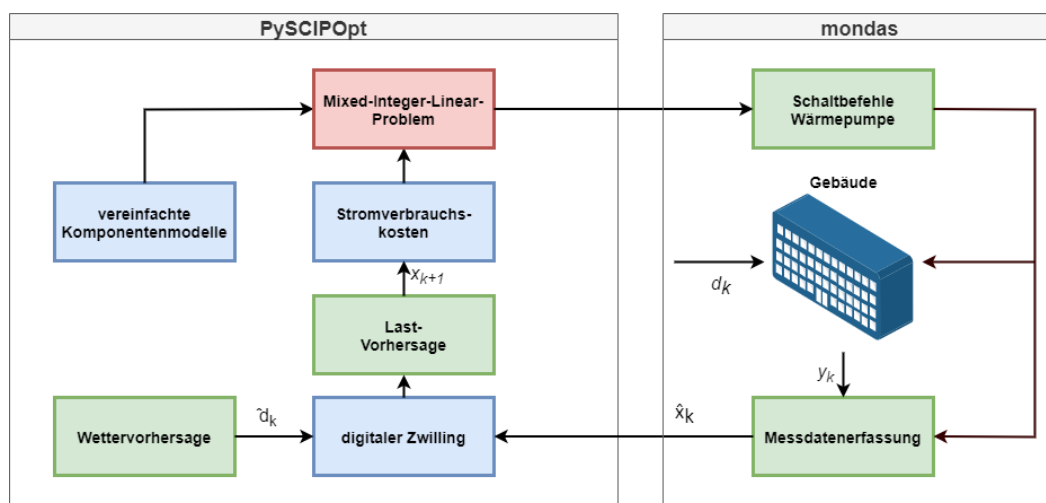 PySCIPOpt
mondas
Mixed-Integer-Linear-
Problem
Schaltbefehle
Wärmepumpe
vereinfachte
Komponentenmodelle
Stromverbrauchs-
kosten
Gebäude
d_k
x_{k+1}
Last-
Vorhersage
y_k
Wettervorhersage
d̃_k
digitaler Zwilling
x̂_k
Messdatenerfassung